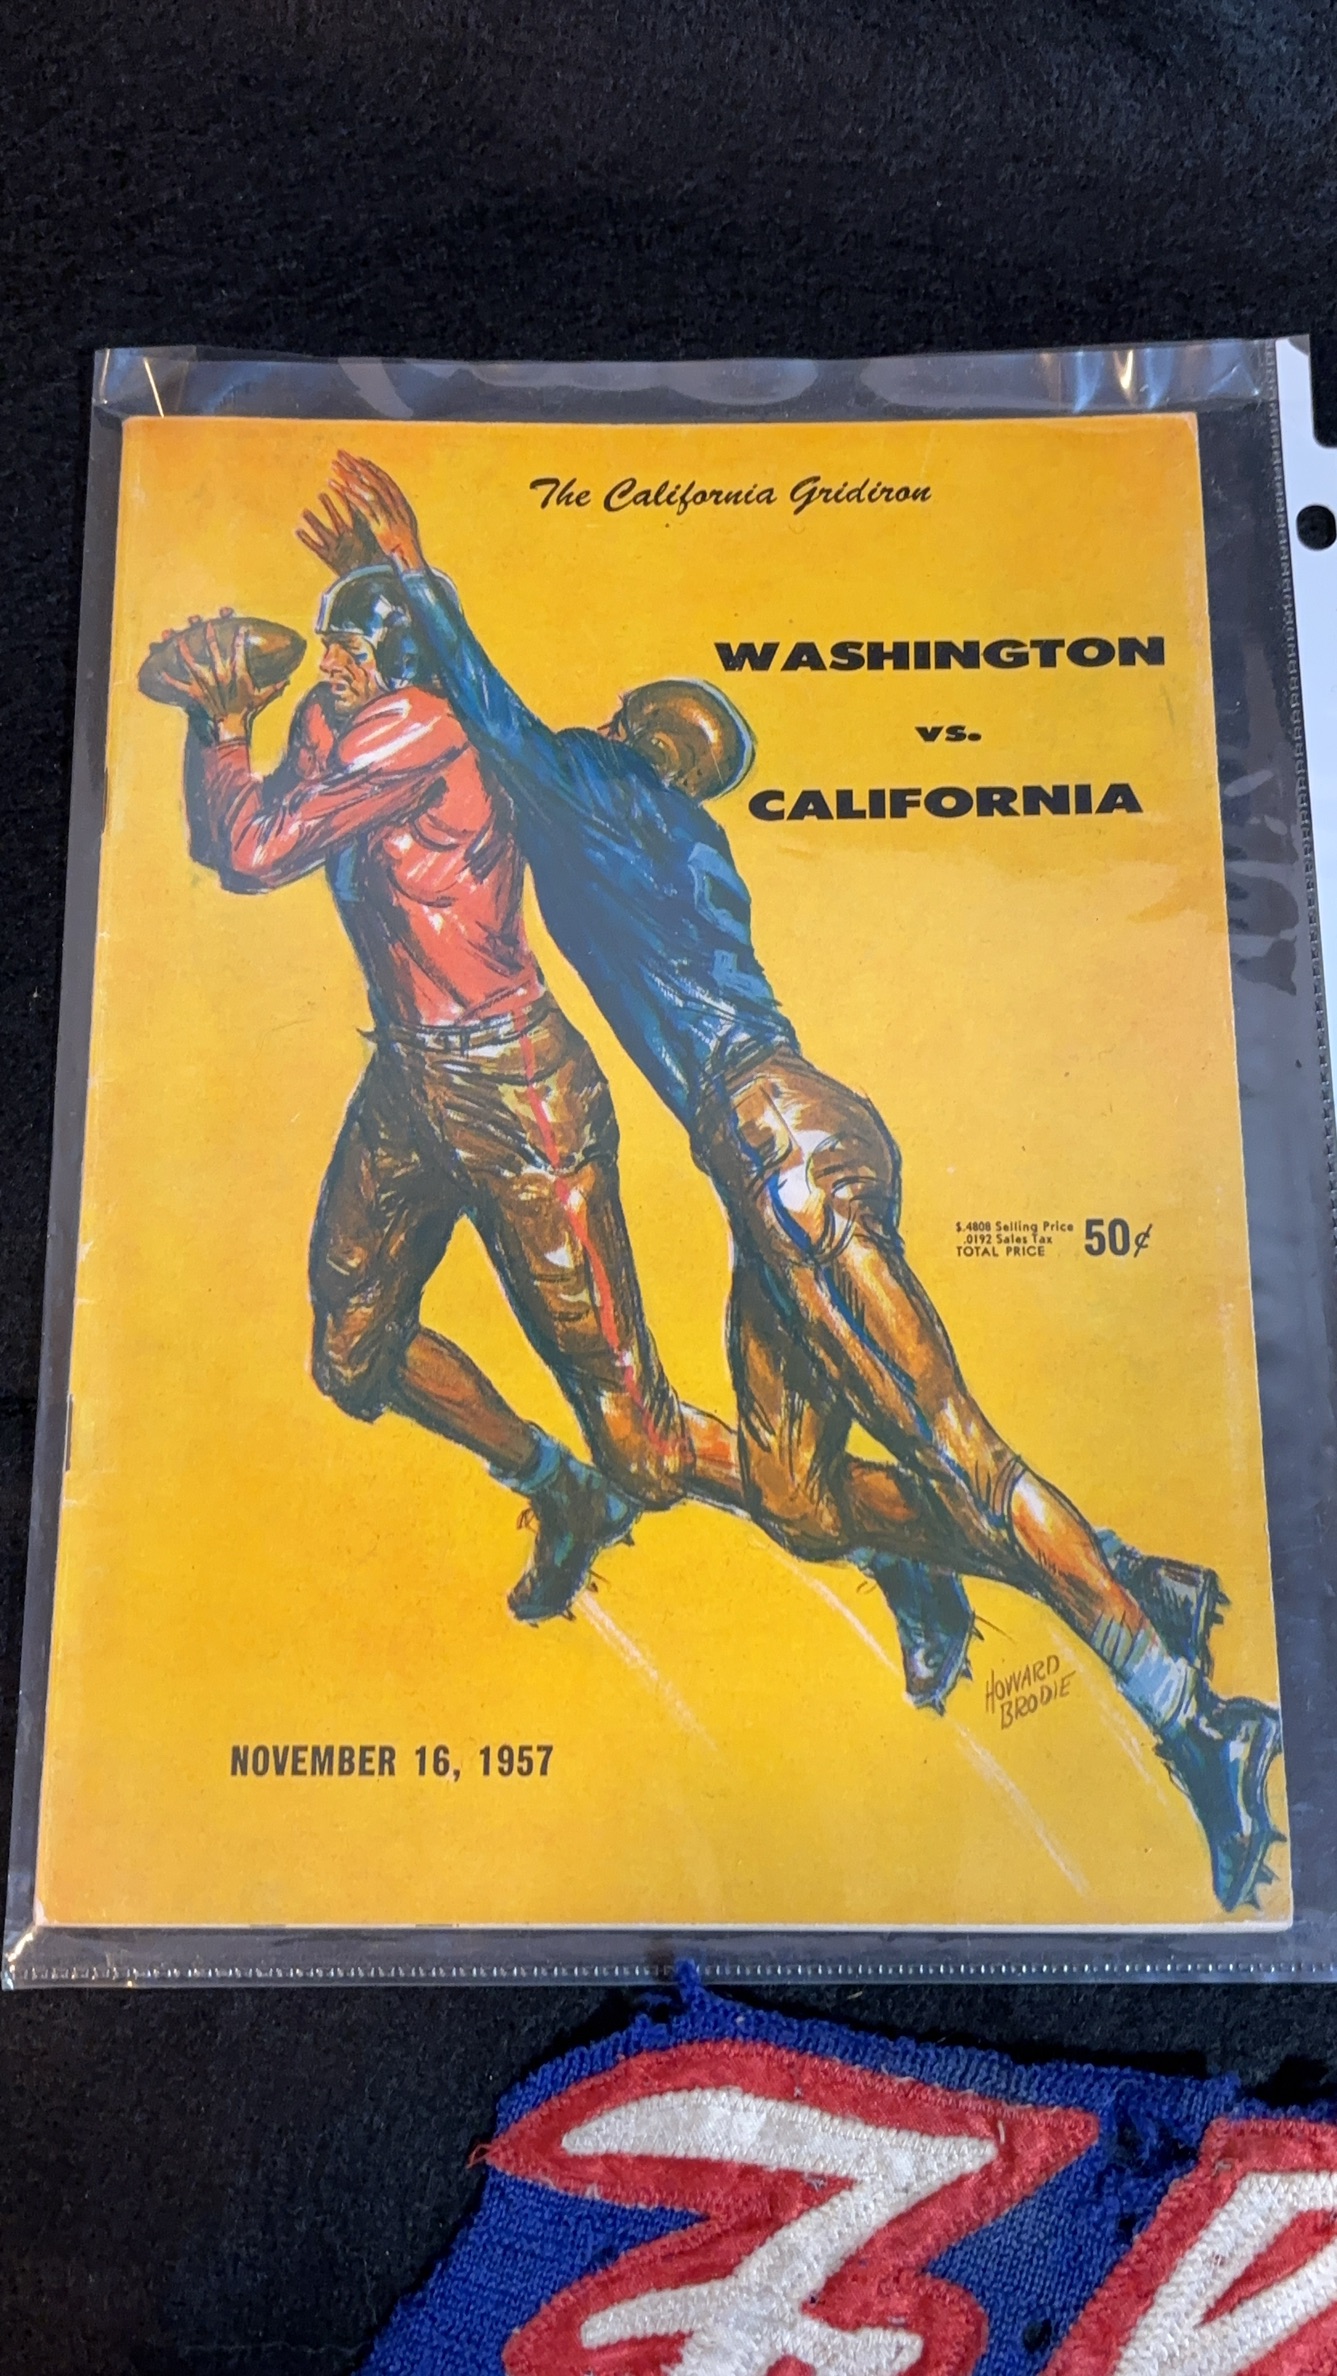 The California Gridiron
WASHINGTON
vs.
CALIFORNIA
$.4808 Selling Price
.0192 Sales Tax
TOTAL PRICE 50¢
HOWARD
BRODIE
NOVEMBER 16, 1957